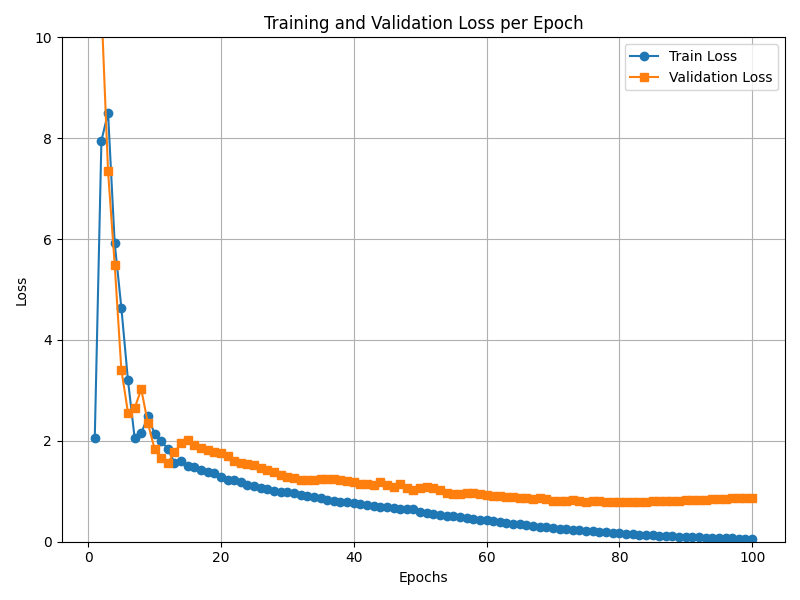 Training and Validation Loss per Epoch
Train Loss
Validation Loss
10
8
6
4
2
0
Loss
0 20 40 60 80 100
Epochs